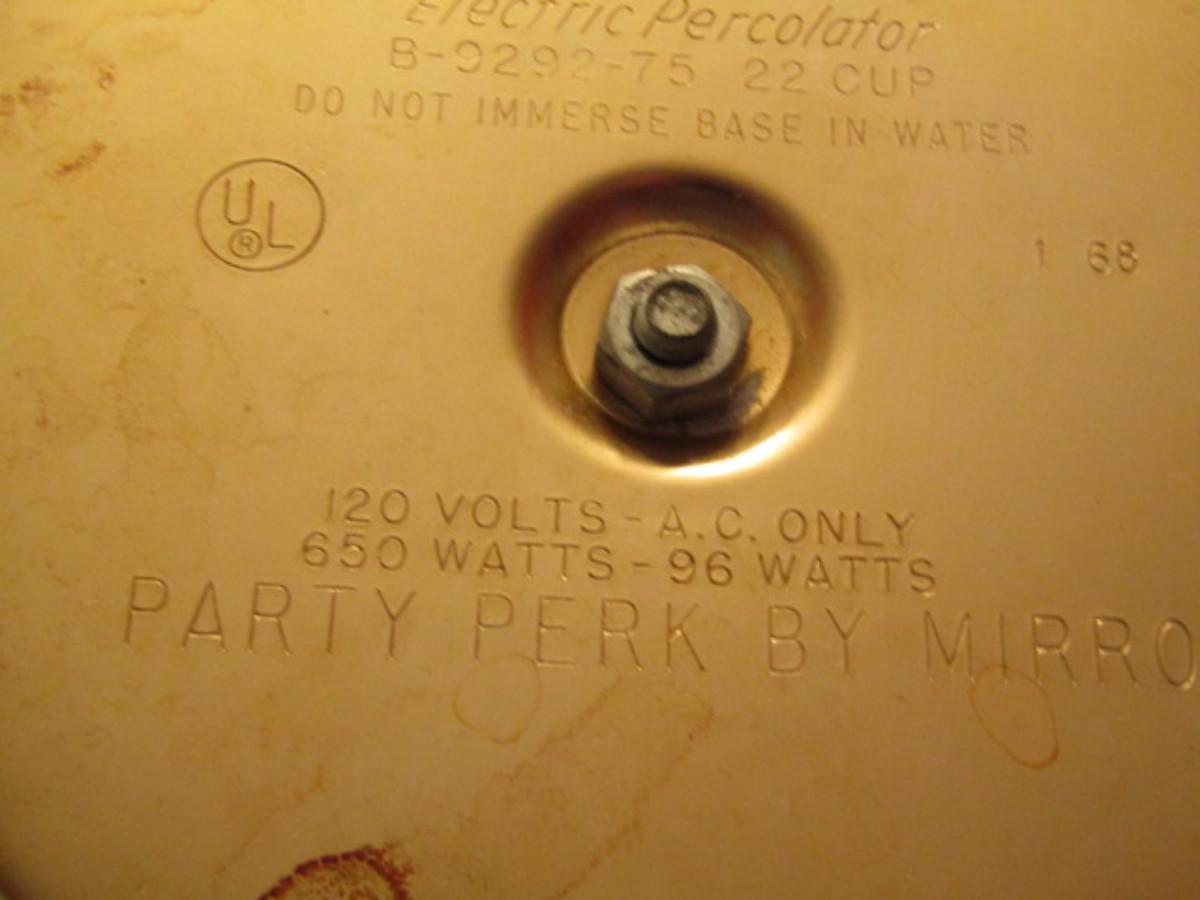 Electric Percolator
B-9292-75 22 CUP
DO NOT IMMERSE BASE IN WATER
UL
®
1 68
120 VOLTS - A.C. ONLY
650 WATTS - 96 WATTS
PARTY PERK BY MIRRO